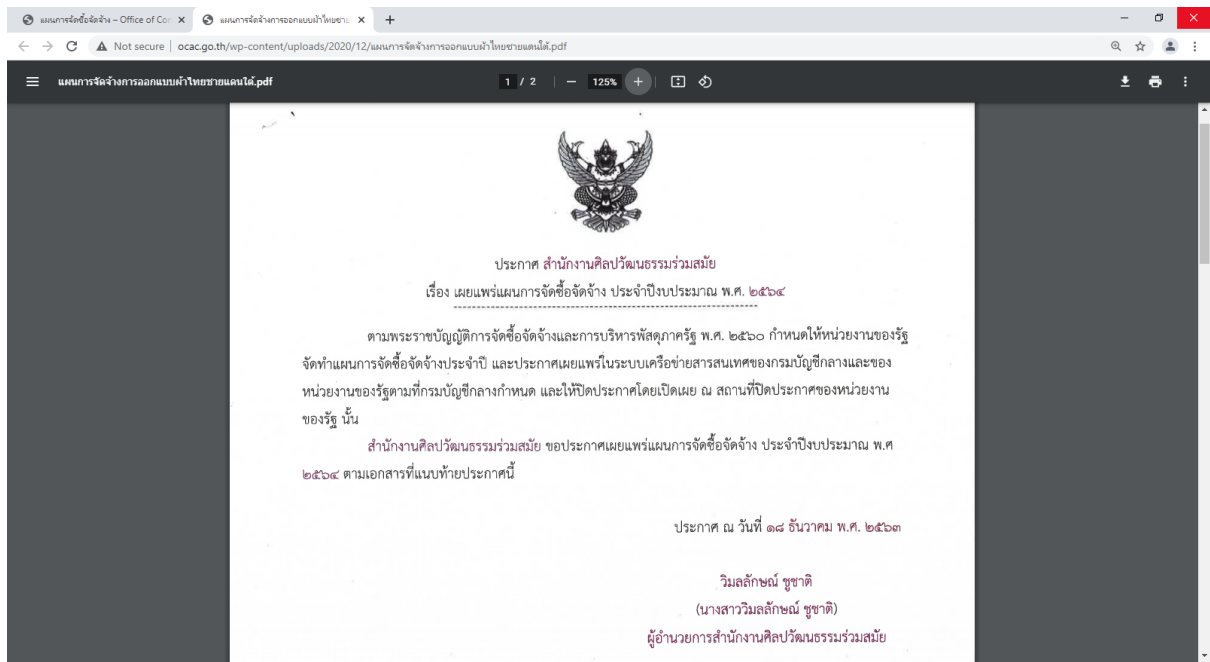 แผนการจัดซื้อจัดจ้าง – Office of Con
แผนการจัดจ้างการออกแบบผ้าไทยชาย
Not secure | ocac.go.th/wp-content/uploads/2020/12/แผนการจัดจ้างการออกแบบผ้าไทยชายแดนใต้.pdf
แผนการจัดจ้างการออกแบบผ้าไทยชายแดนใต้.pdf 1 / 2 125%
ประกาศ สำนักงานศิลปวัฒนธรรมร่วมสมัย
เรื่อง เผยแพร่แผนการจัดซื้อจัดจ้าง ประจำปีงบประมาณ พ.ศ. ๒๕๖๔
ตามพระราชบัญญัติการจัดซื้อจัดจ้างและการบริหารพัสดุภาครัฐ พ.ศ. ๒๕๖๐ กำหนดให้หน่วยงานของรัฐ
จัดทำแผนการจัดซื้อจัดจ้างประจำปี และประกาศเผยแพร่ในระบบเครือข่ายสารสนเทศของกรมบัญชีกลางและของ
หน่วยงานของรัฐตามที่กรมบัญชีกลางกำหนด และให้ปิดประกาศโดยเปิดเผย ณ สถานที่ปิดประกาศของหน่วยงาน
ของรัฐ นั้น
สำนักงานศิลปวัฒนธรรมร่วมสมัย ขอประกาศเผยแพร่แผนการจัดซื้อจัดจ้าง ประจำปีงบประมาณ พ.ศ
๒๕๖๔ ตามเอกสารที่แนบท้ายประกาศนี้
ประกาศ ณ วันที่ ๑๘ ธันวาคม พ.ศ. ๒๕๖๓
วิมลลักษณ์ ชูชาติ
(นางสาววิมลลักษณ์ ชูชาติ)
ผู้อำนวยการสำนักงานศิลปวัฒนธรรมร่วมสมัย